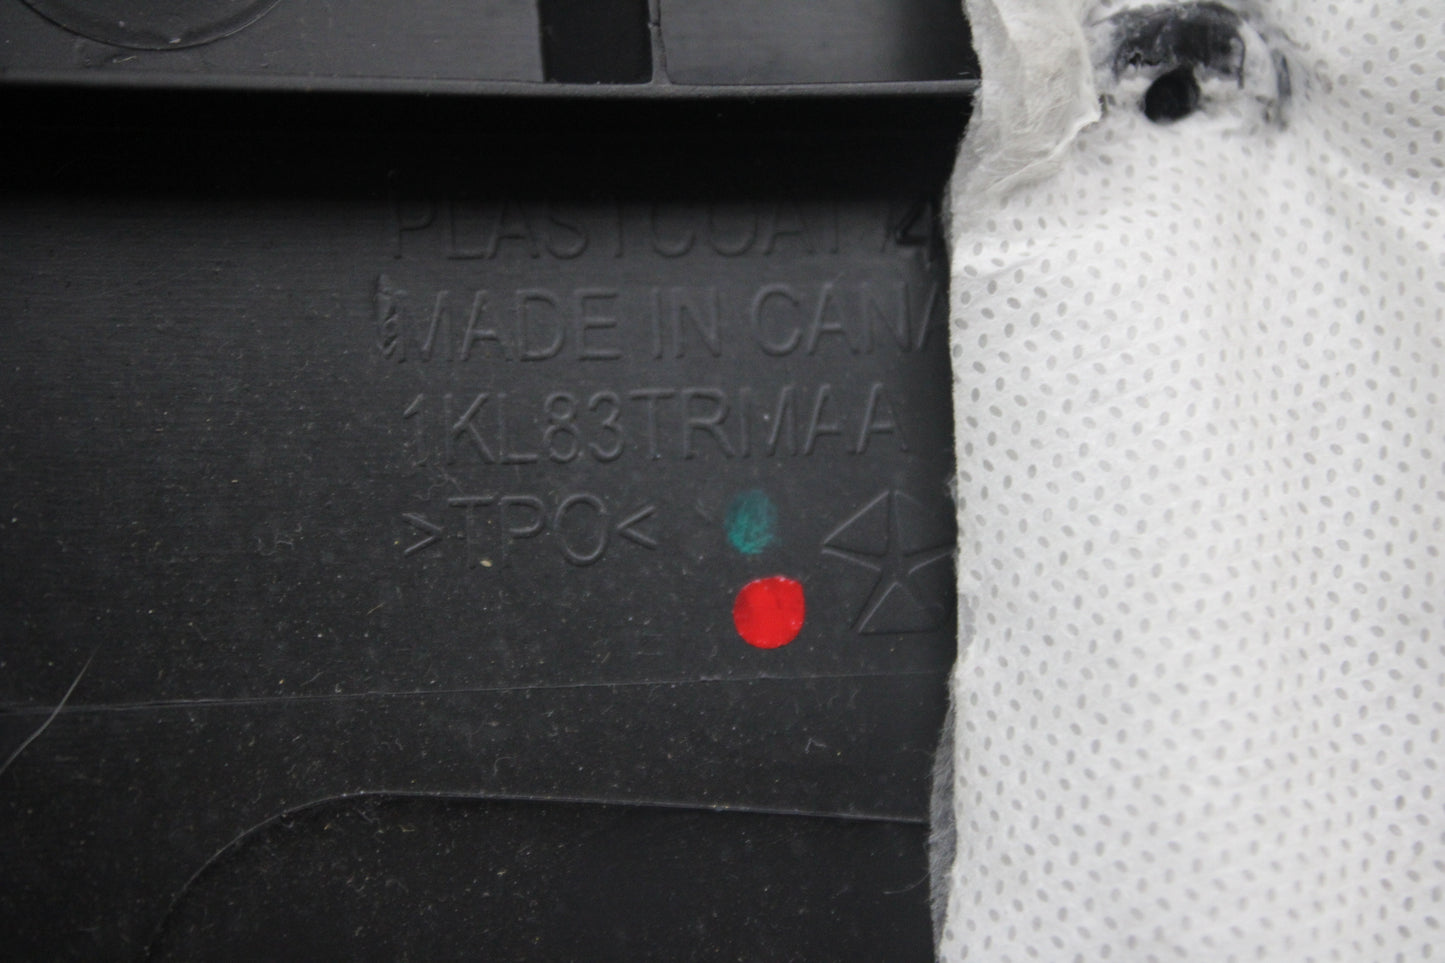 PLASTCOAT
MADE IN CANA
1KL83TRMAA
>TPO<